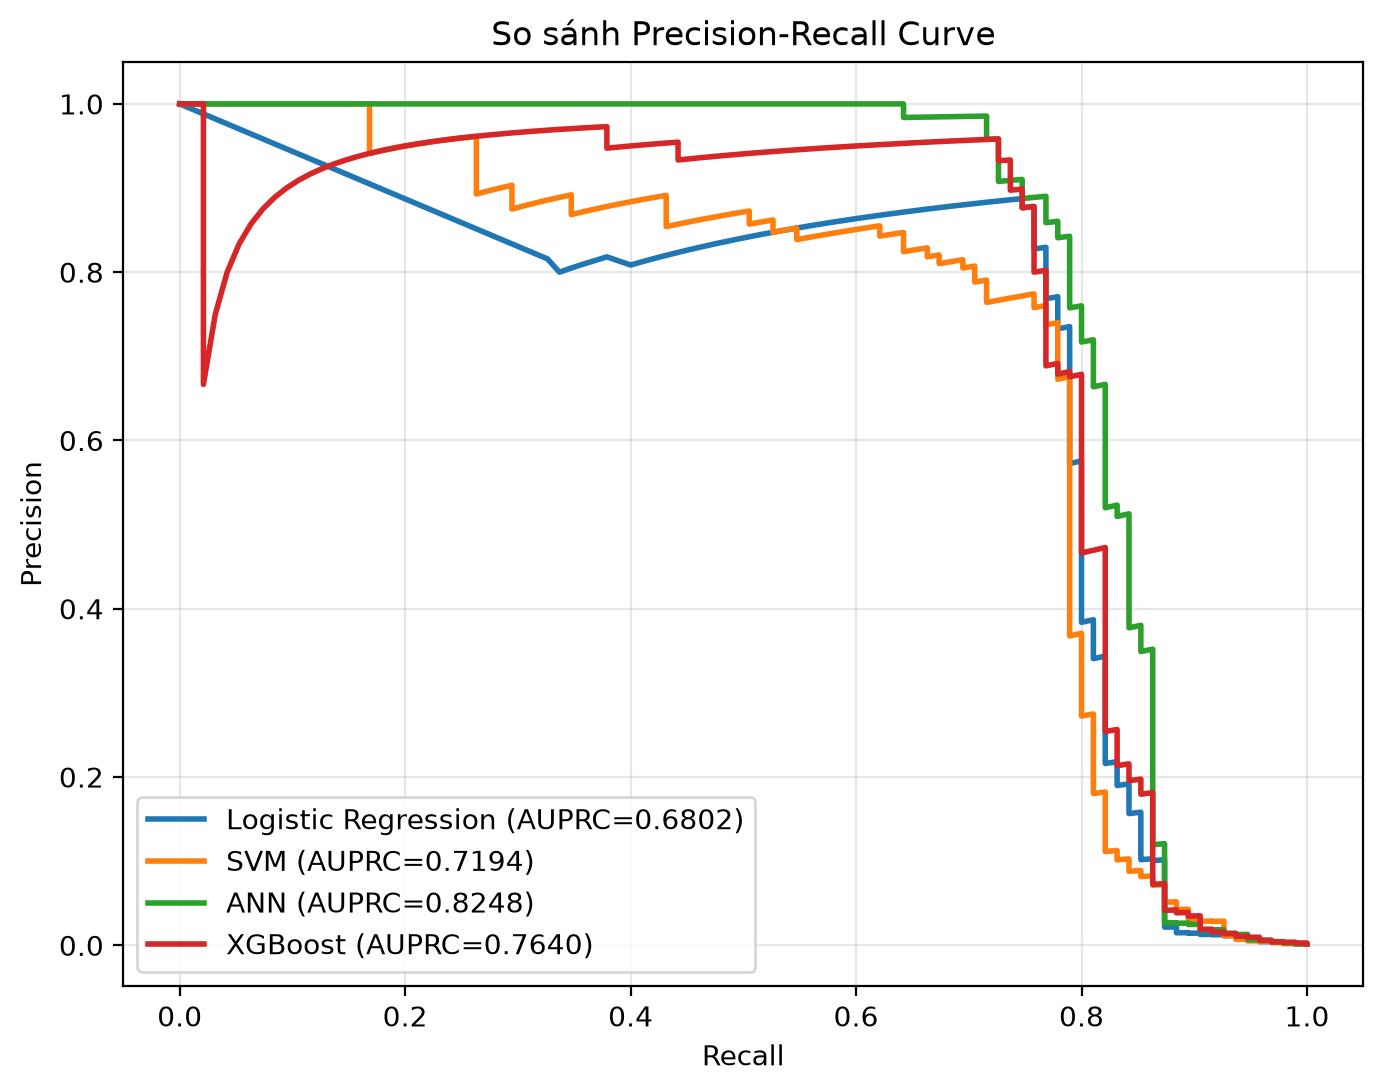 So sánh Precision-Recall Curve
1.0
0.8
0.6
0.4
0.2
0.0
Precision
Logistic Regression (AUPRC=0.6802)
SVM (AUPRC=0.7194)
ANN (AUPRC=0.8248)
XGBoost (AUPRC=0.7640)
0.0 0.2 0.4 0.6 0.8 1.0
Recall